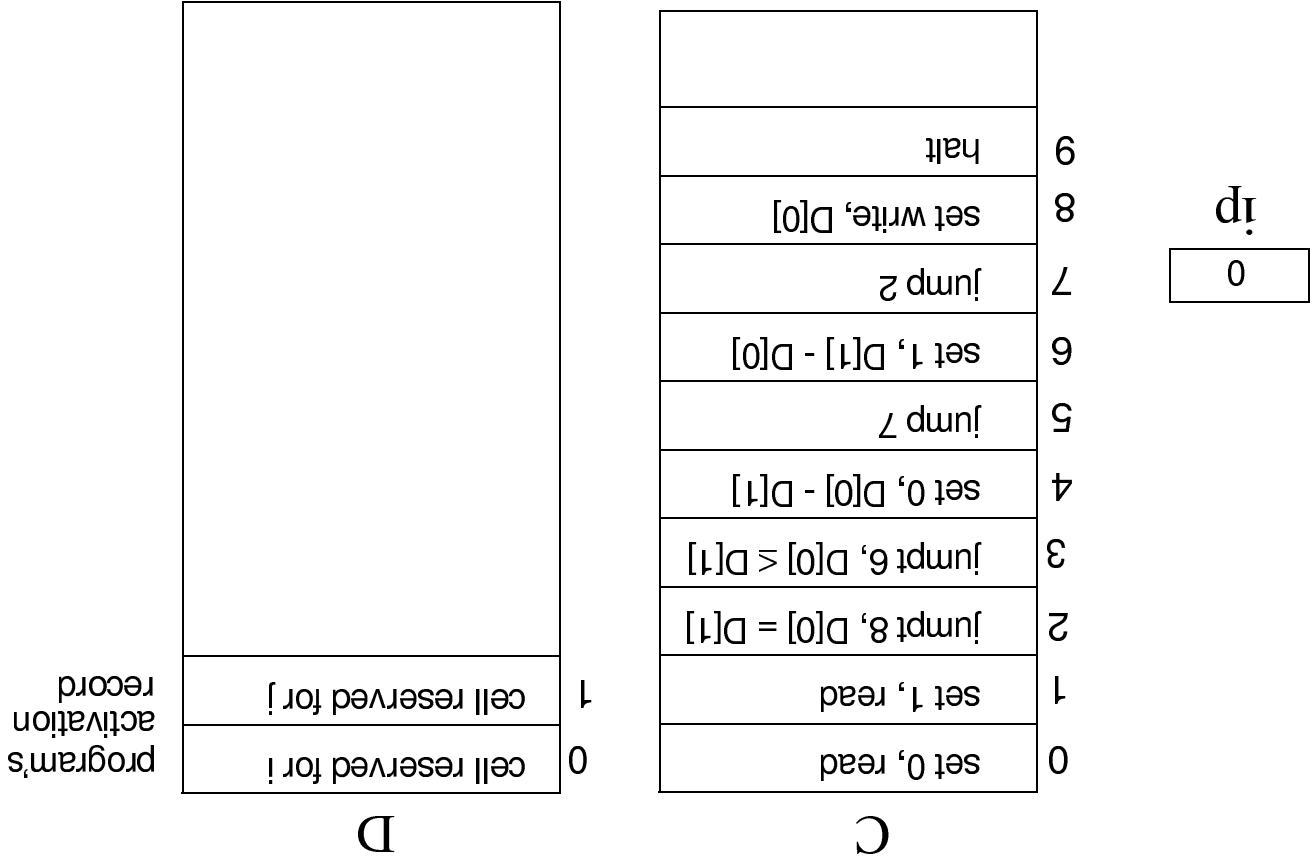 C
D
ip
0
0 set 0, read
1 set 1, read
2 jumpt 8, D[0] = D[1]
3 jumpt 6, D[0] ≤ D[1]
4 set 0, D[0] - D[1]
5 jump 7
6 set 1, D[1] - D[0]
7 jump 2
8 set write, D[0]
9 halt
0 cell reserved for i
1 cell reserved for j
program's
activation
record